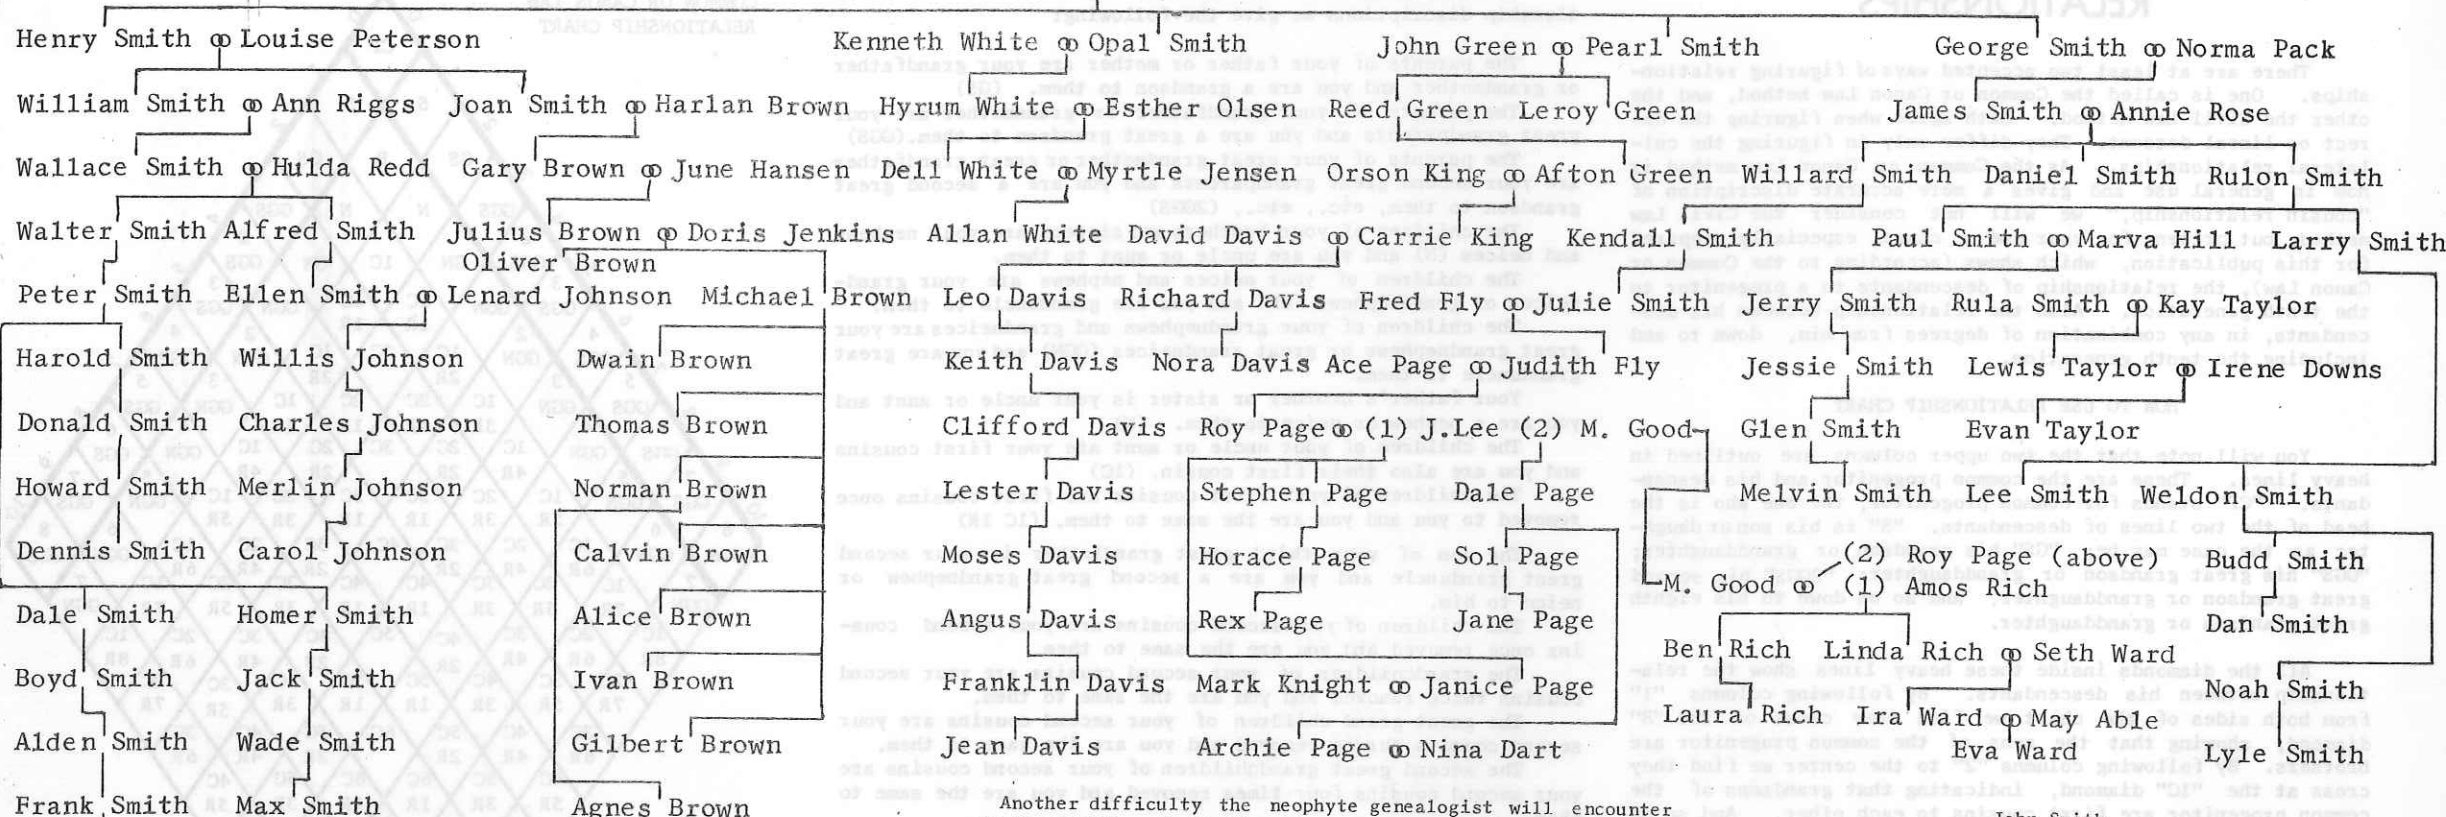 Henry Smith ꝏ Louise Peterson Kenneth White ꝏ Opal Smith John Green ꝏ Pearl Smith George Smith ꝏ Norma Pack
William Smith ꝏ Ann Riggs Joan Smith ꝏ Harlan Brown Hyrum White ꝏ Esther Olsen Reed Green Leroy Green James Smith ꝏ Annie Rose
Wallace Smith ꝏ Hulda Redd Gary Brown ꝏ June Hansen Dell White ꝏ Myrtle Jensen Orson King ꝏ Afton Green Willard Smith Daniel Smith Rulon Smith
Walter Smith Alfred Smith Julius Brown ꝏ Doris Jenkins Allan White David Davis ꝏ Carrie King Kendall Smith Paul Smith ꝏ Marva Hill Larry Smith
Oliver Brown
Peter Smith Ellen Smith ꝏ Lenard Johnson Michael Brown Leo Davis Richard Davis Fred Fly ꝏ Julie Smith Jerry Smith Rula Smith ꝏ Kay Taylor
Harold Smith Willis Johnson Dwain Brown Keith Davis Nora Davis Ace Page ꝏ Judith Fly Jessie Smith Lewis Taylor ꝏ Irene Downs
Donald Smith Charles Johnson Thomas Brown Clifford Davis Roy Page ꝏ (1) J.Lee (2) M. Good Glen Smith Evan Taylor
Howard Smith Merlin Johnson Norman Brown Lester Davis Stephen Page Dale Page Melvin Smith Lee Smith Weldon Smith
Dennis Smith Carol Johnson Calvin Brown Moses Davis Horace Page Sol Page (2) Roy Page (above) Budd Smith
M. Good ꝏ (1) Amos Rich
Dale Smith Homer Smith Alice Brown Angus Davis Rex Page Jane Page Dan Smith
Ben Rich Linda Rich ꝏ Seth Ward
Boyd Smith Jack Smith Ivan Brown Franklin Davis Mark Knight ꝏ Janice Page Noah Smith
Laura Rich Ira Ward ꝏ May Able
Alden Smith Wade Smith Gilbert Brown Jean Davis Archie Page ꝏ Nina Dart Eva Ward Lyle Smith
Frank Smith Max Smith Agnes Brown Another difficulty the neophyte genealogist will encounter